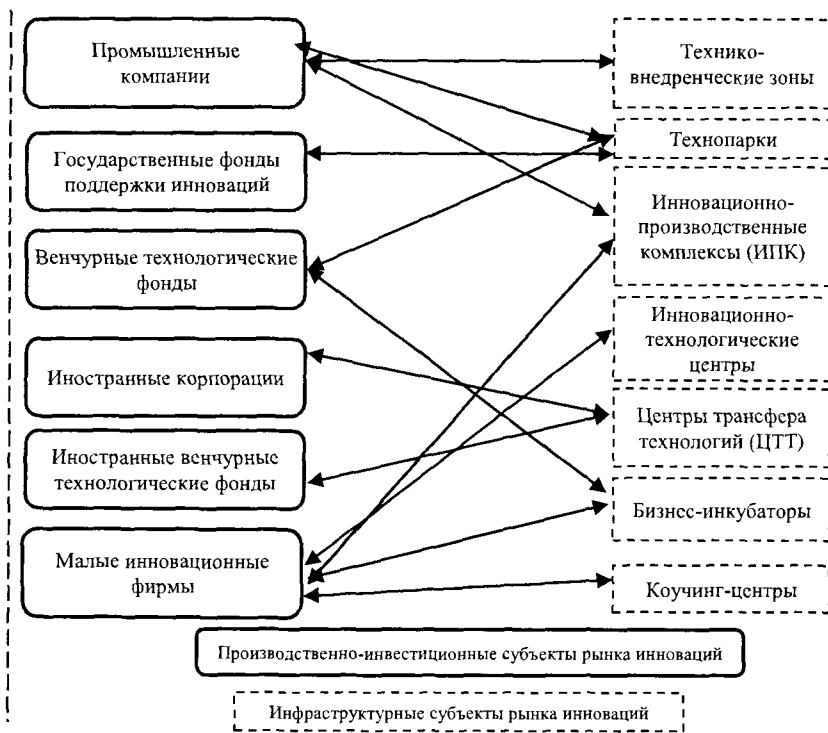 Промышленные
компании
Государственные фонды
поддержки инноваций
Венчурные технологические
фонды
Иностранные корпорации
Иностранные венчурные
технологические фонды
Малые инновационные
фирмы
Технико-
внедренческие зоны
Технопарки
Инновационно-
производственные
комплексы (ИПК)
Инновационно-
технологические
центры
Центры трансфера
технологий (ЦТТ)
Бизнес-инкубаторы
Коучинг-центры
Производственно-инвестиционные субъекты рынка инноваций
Инфраструктурные субъекты рынка инноваций